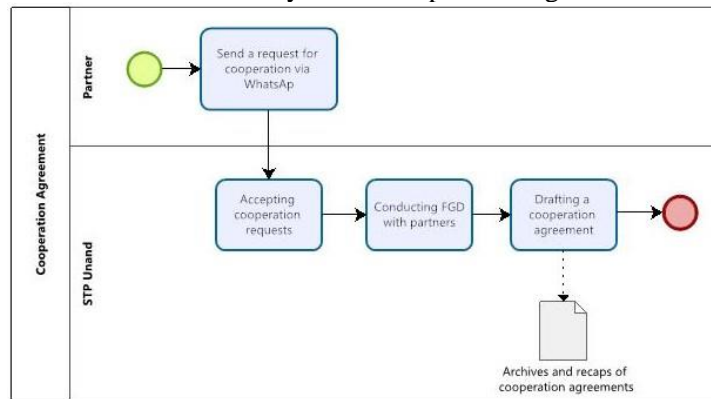 Cooperation Agreement
Partner
Send a request for
cooperation via
WhatsAp
STP Unand
Accepting
cooperation
requests
Conducting FGD
with partners
Drafting a
cooperation
agreement
Archives and recaps of
cooperation agreements